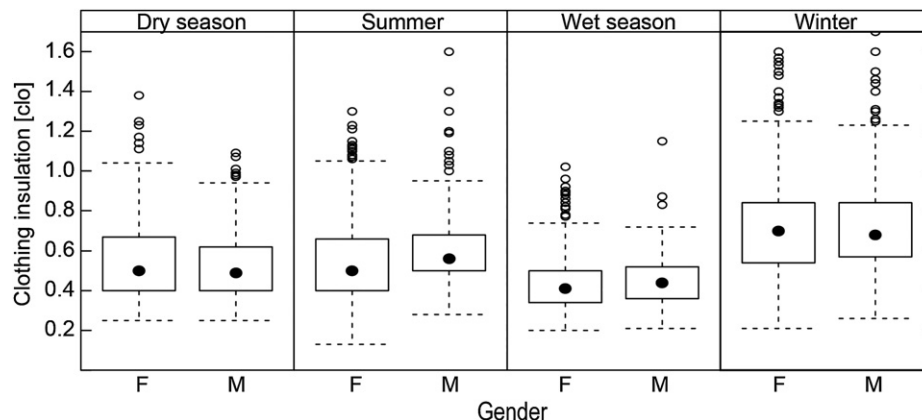 Dry season Summer Wet season Winter
Clothing insulation [clo]
1.6
1.4
1.2
1.0
0.8
0.6
0.4
0.2
F M F M F M F M
Gender